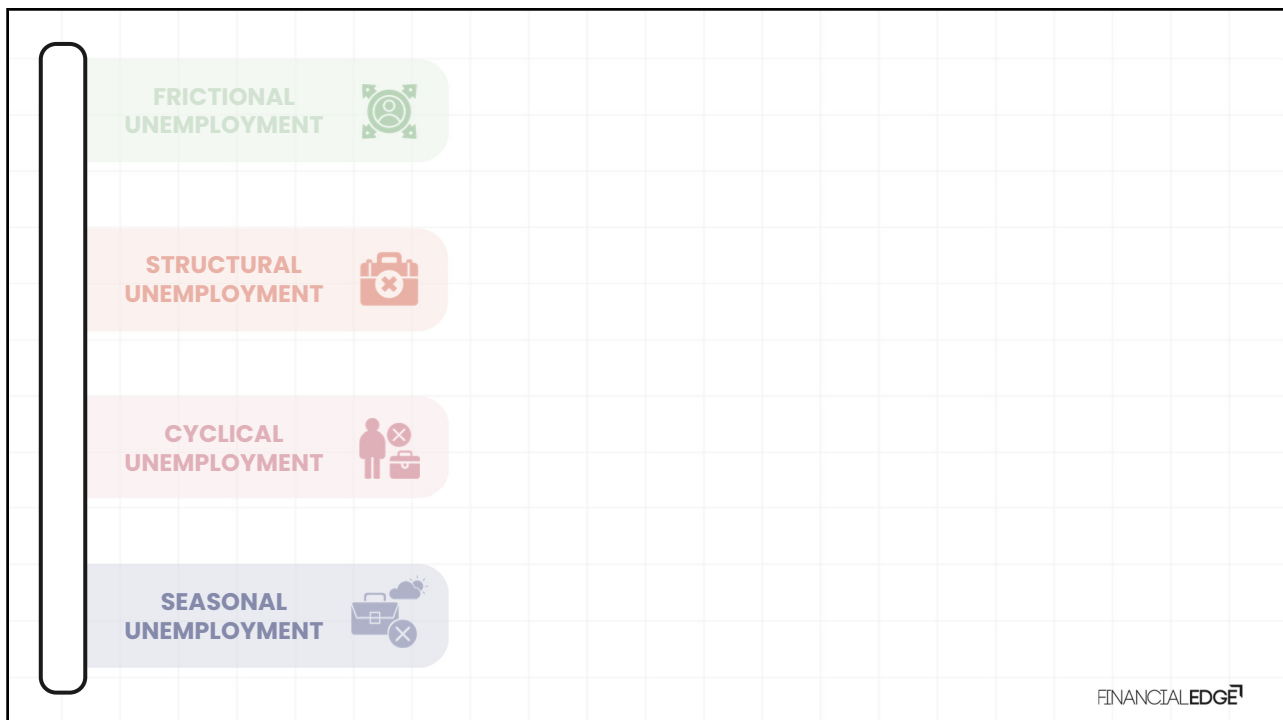 FRICTIONAL
UNEMPLOYMENT
STRUCTURAL
UNEMPLOYMENT
CYCLICAL
UNEMPLOYMENT
SEASONAL
UNEMPLOYMENT
FINANCIALEDGE